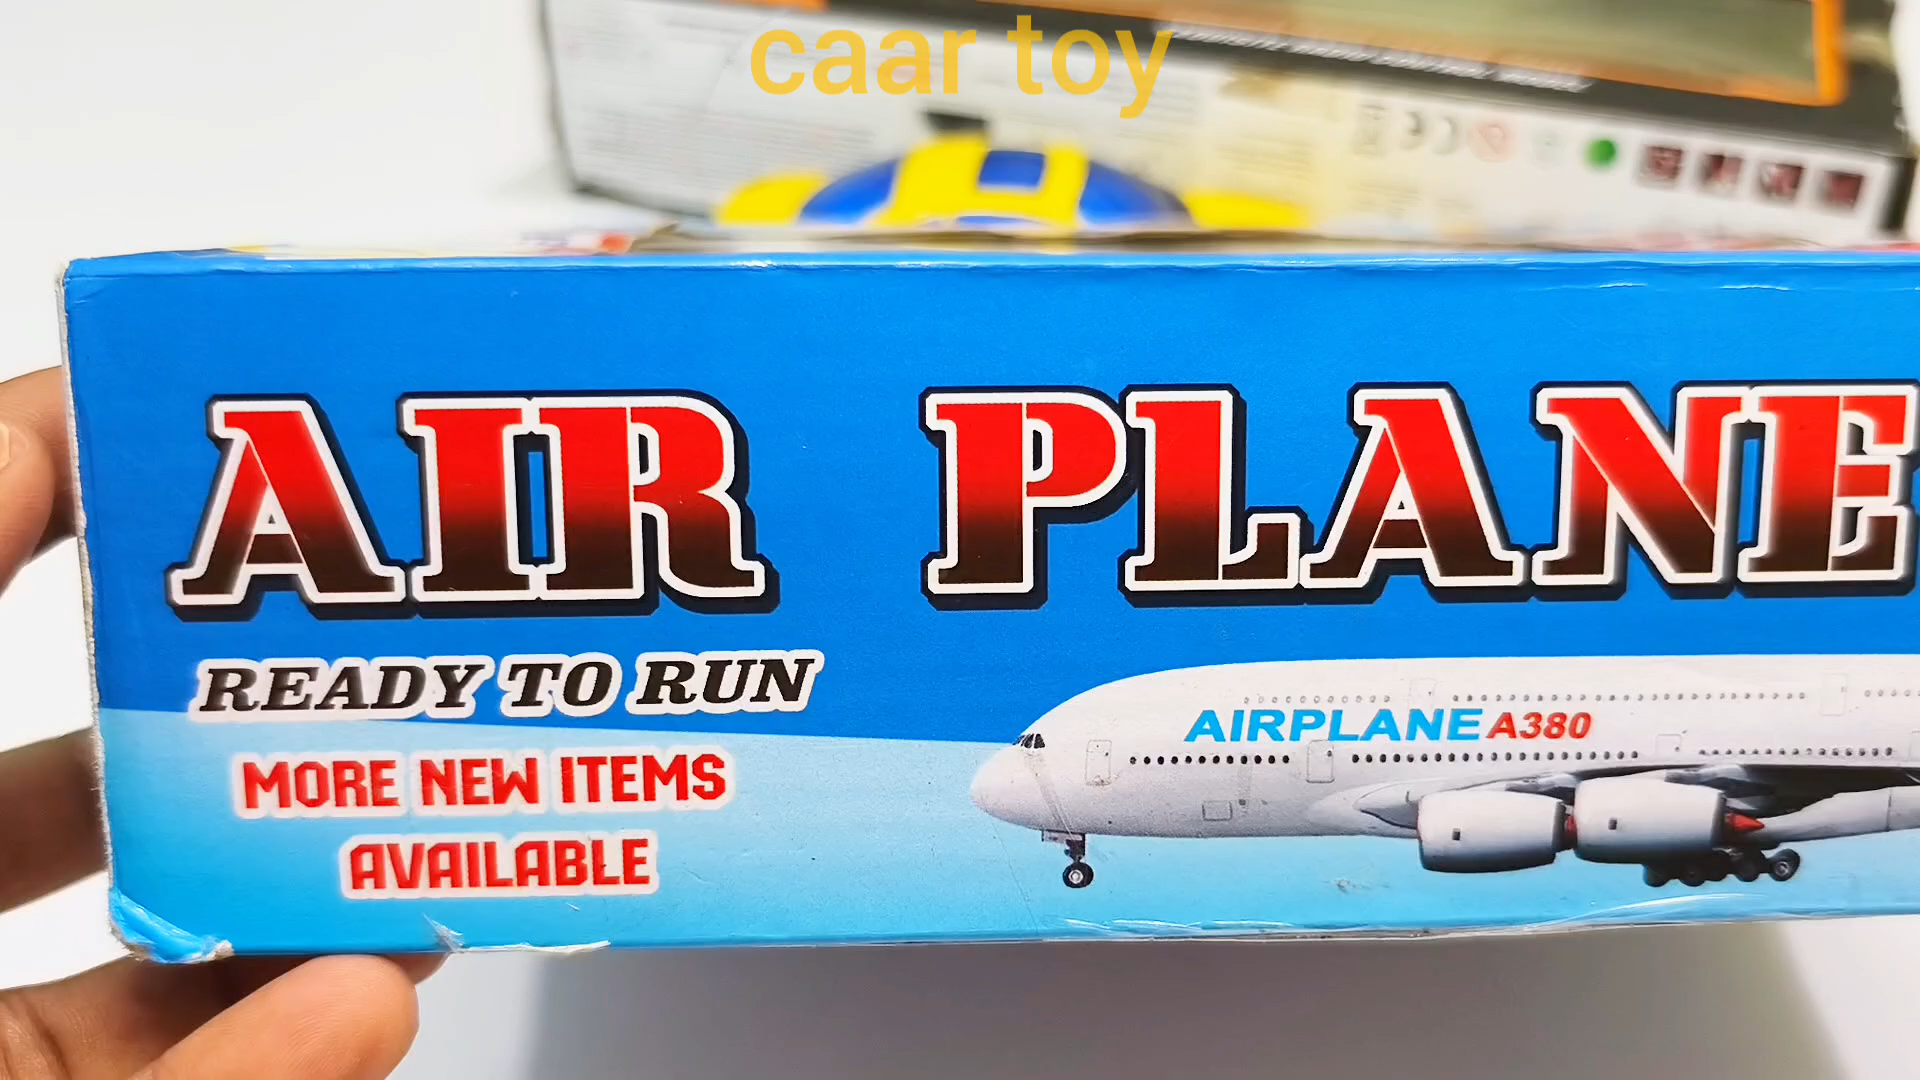 caar toy
AIR PLANE
READY TO RUN
AIRPLANE A380
MORE NEW ITEMS
AVAILABLE